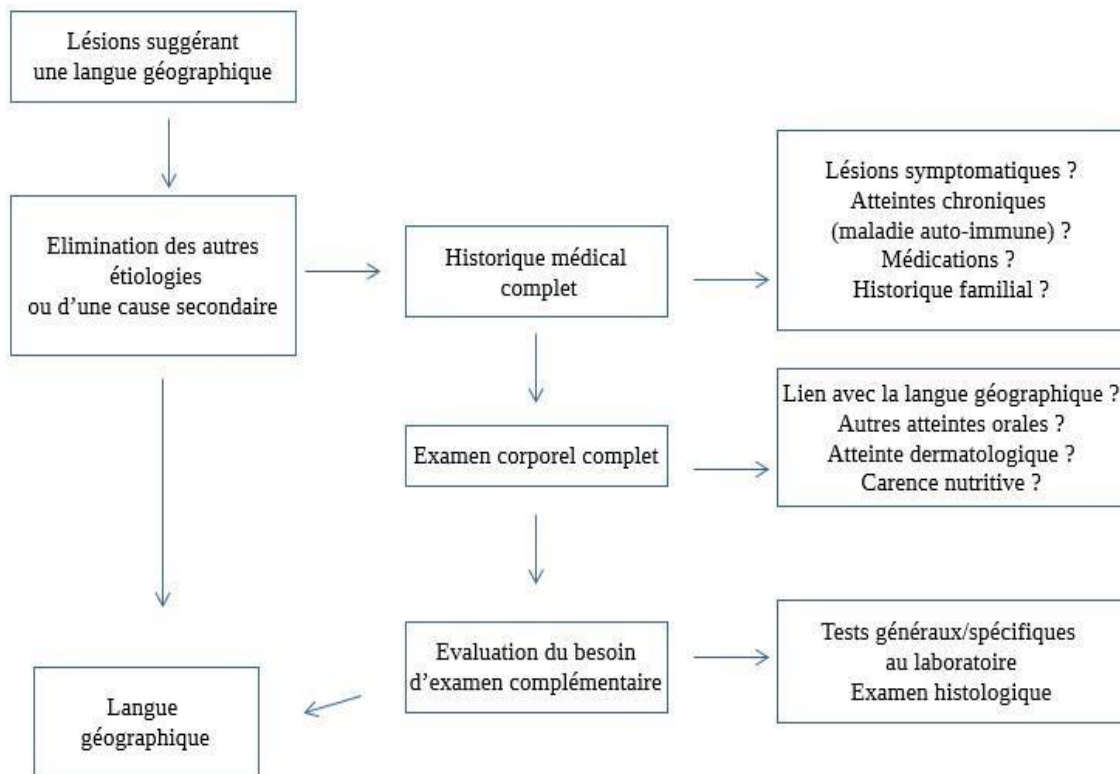 Lésions suggérant
une langue géographique
Elimination des autres
étiologies
ou d’une cause secondaire
Historique médical
complet
Lésions symptomatiques ?
Atteintes chroniques
(maladie auto-immune) ?
Médications ?
Historique familial ?
Examen corporel complet
Lien avec la langue géographique ?
Autres atteintes orales ?
Atteinte dermatologique ?
Carence nutritive ?
Evaluation du besoin
d’examen complémentaire
Tests généraux/spécifiques
au laboratoire
Examen histologique
Langue
géographique